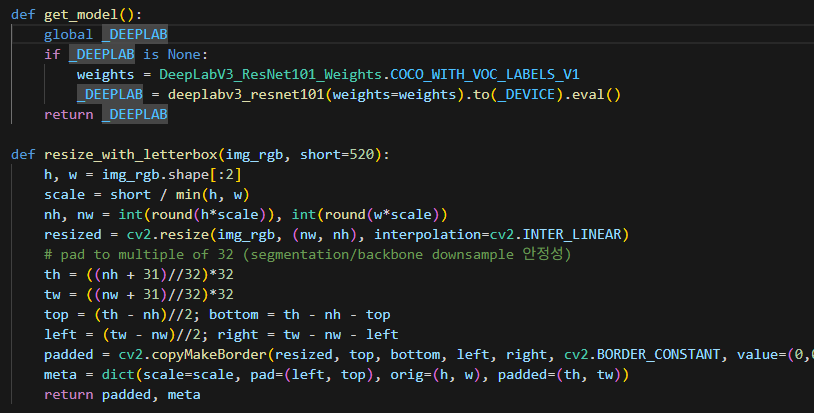 def get_model():
    global _DEEPLAB
    if _DEEPLAB is None:
        weights = DeepLabV3_ResNet101_Weights.COCO_WITH_VOC_LABELS_V1
        _DEEPLAB = deeplabv3_resnet101(weights=weights).to(_DEVICE).eval()
    return _DEEPLAB

def resize_with_letterbox(img_rgb, short=520):
    h, w = img_rgb.shape[:2]
    scale = short / min(h, w)
    nh, nw = int(round(h*scale)), int(round(w*scale))
    resized = cv2.resize(img_rgb, (nw, nh), interpolation=cv2.INTER_LINEAR)
    # pad to multiple of 32 (segmentation/backbone downsample 안정성)
    th = ((nh + 31)//32)*32
    tw = ((nw + 31)//32)*32
    top = (th - nh)//2; bottom = th - nh - top
    left = (tw - nw)//2; right = tw - nw - left
    padded = cv2.copyMakeBorder(resized, top, bottom, left, right, cv2.BORDER_CONSTANT, value=(0,
    meta = dict(scale=scale, pad=(left, top), orig=(h, w), padded=(th, tw))
    return padded, meta